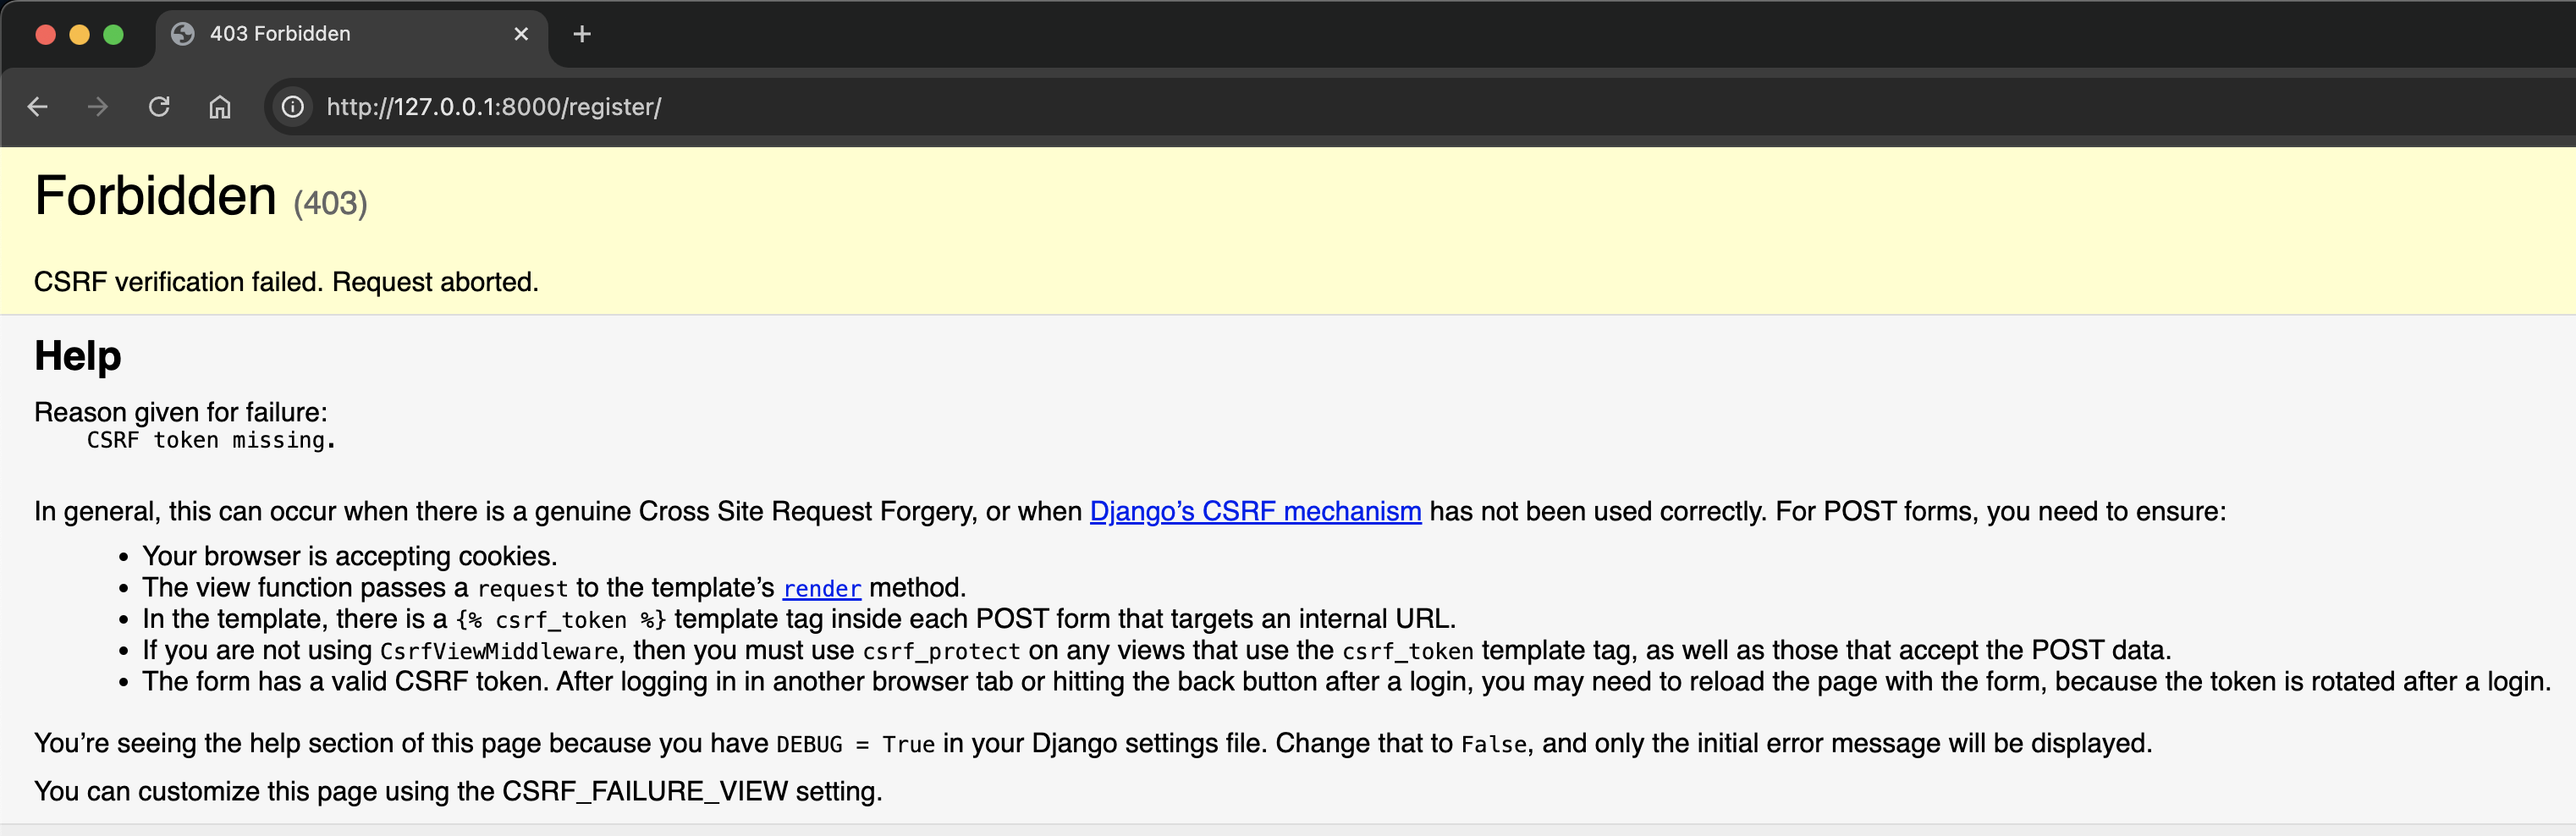 403 Forbidden
http://127.0.0.1:8000/register/
Forbidden (403)
CSRF verification failed. Request aborted.
Help
Reason given for failure:
CSRF token missing.
In general, this can occur when there is a genuine Cross Site Request Forgery, or when Django’s CSRF mechanism has not been used correctly. For POST forms, you need to ensure:
• Your browser is accepting cookies.
• The view function passes a request to the template’s render method.
• In the template, there is a {% csrf_token %} template tag inside each POST form that targets an internal URL.
• If you are not using CsrfViewMiddleware, then you must use csrf_protect on any views that use the csrf_token template tag, as well as those that accept the POST data.
• The form has a valid CSRF token. After logging in in another browser tab or hitting the back button after a login, you may need to reload the page with the form, because the token is rotated after a login.
You’re seeing the help section of this page because you have DEBUG = True in your Django settings file. Change that to False, and only the initial error message will be displayed.
You can customize this page using the CSRF_FAILURE_VIEW setting.